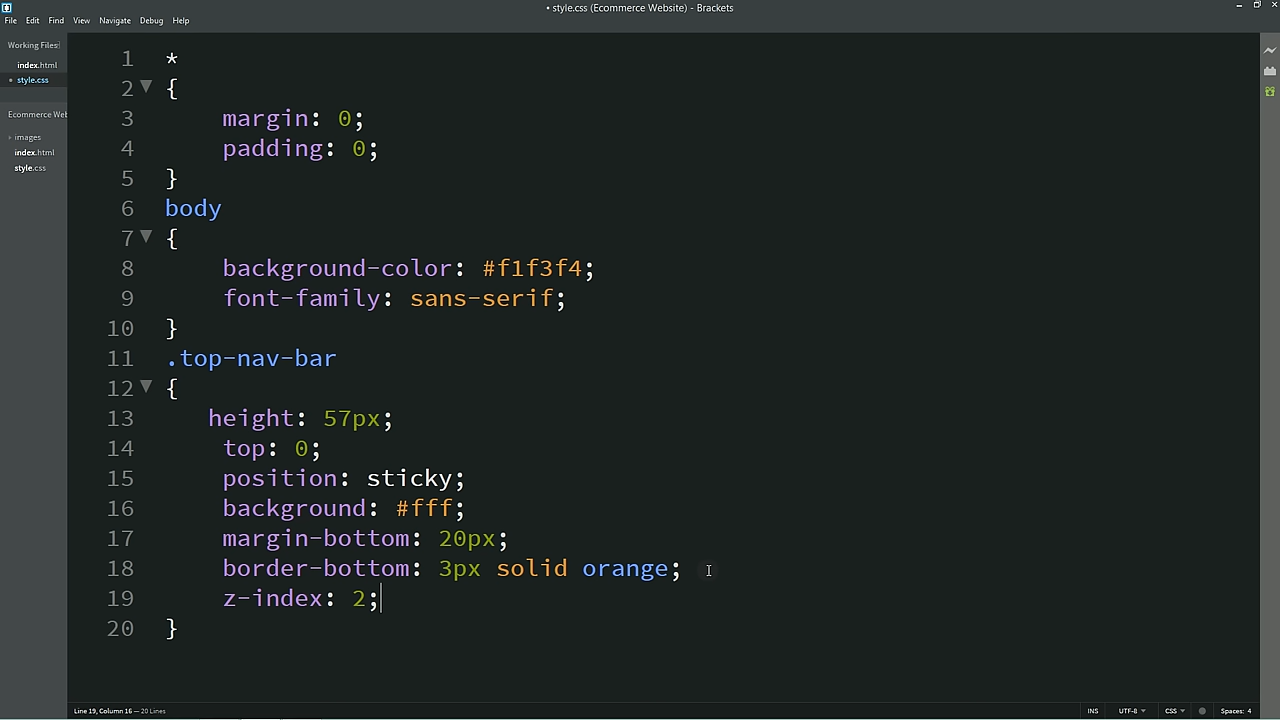 • style.css (Ecommerce Website) - Brackets
File Edit Find View Navigate Debug Help
Working Files
index.html
• style.css
Ecommerce Web
images
index.html
style.css
1 *
2 {
3 margin: 0;
4 padding: 0;
5 }
6 body
7 {
8 background-color: #f1f3f4;
9 font-family: sans-serif;
10 }
11 .top-nav-bar
12 {
13 height: 57px;
14 top: 0;
15 position: sticky;
16 background: #fff;
17 margin-bottom: 20px;
18 border-bottom: 3px solid orange;
19 z-index: 2;
20 }
Line 19, Column 16 — 20 Lines
INS UTF-8 CSS Spaces: 4